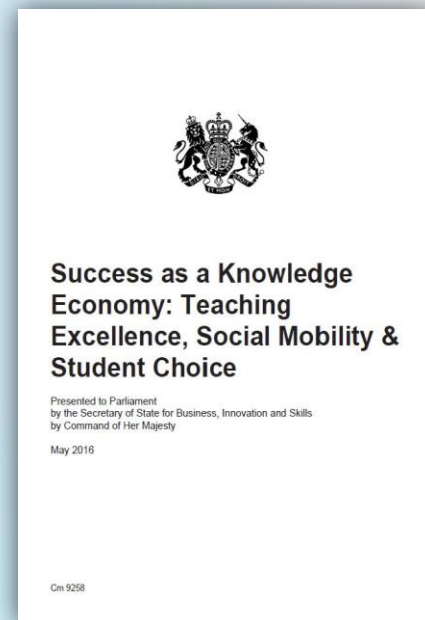 Success as a Knowledge
Economy: Teaching
Excellence, Social Mobility &
Student Choice
Presented to Parliament
by the Secretary of State for Business, Innovation and Skills
by Command of Her Majesty
May 2016
Cm 9258